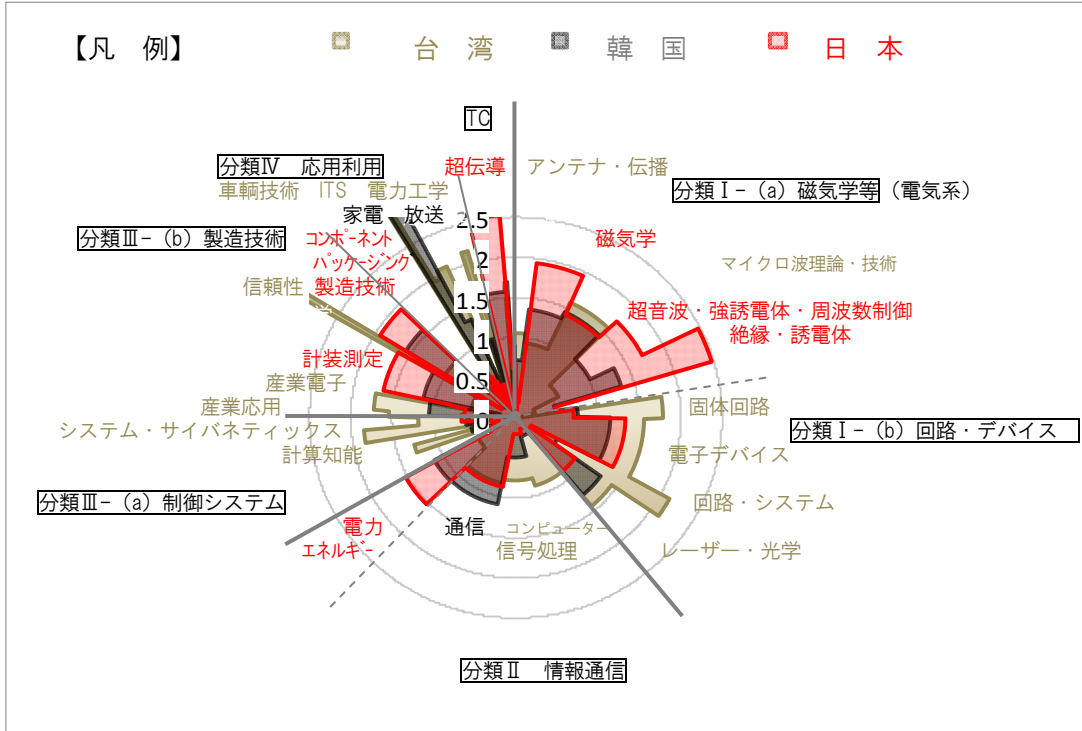 【凡 例】 台 湾 韓 国 日 本
TC
分類Ⅳ 応用利用
超伝導
アンテナ・伝播
分類Ⅰ-(a)磁気学等(電気系)
車輌技術 ITS 電力工学
家電 放送
2.5
分類Ⅲ-(b)製造技術
コンポーネント
磁気学
パッケージング
2
マイクロ波理論・技術
信頼性
製造技術
1.5
超音波・強誘電体・周波数制御
絶縁・誘電体
1
計装測定
産業電子
0.5
産業応用
固体回路
0
システム・サイバネティックス
分類Ⅰ-(b)回路・デバイス
計算知能
電子デバイス
分類Ⅲ-(a)制御システム
回路・システム
電力
通信
コンピューター
エネルギー
信号処理
レーザー・光学
分類Ⅱ 情報通信